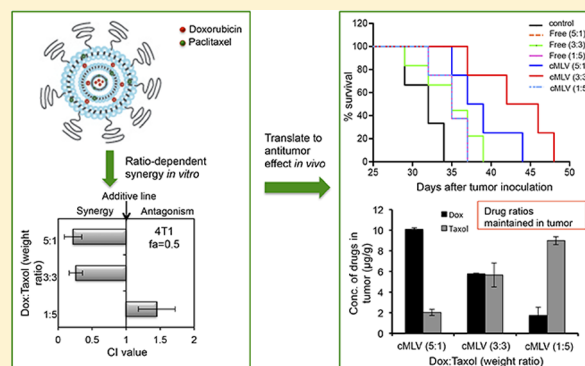 Doxorubicin
Paclitaxel
Ratio-dependent
synergy in vitro
Additive line
Synergy
Antagonism
4T1
fa=0.5
5:1
3:3
1:5
Dox:Taxol (weight
ratio)
0
0.5
1
1.5
2
CI value
Translate to
antitumor
effect in vivo
control
Free (5:1)
Free (3:3)
Free (1:5)
cMLV (5:1
cMLV (3:3
cMLV (1:5
% survival
120
100
80
60
40
20
0
25
30
35
40
45
50
Days after tumor inoculation
Dox
Taxol
Drug ratios
maintained in tumor
Conc. of drugs in
tumor (µg/g)
12
10
8
6
4
2
0
cMLV (5:1)
cMLV (3:3)
cMLV (1:5)
Dox:Taxol (weight ratio)